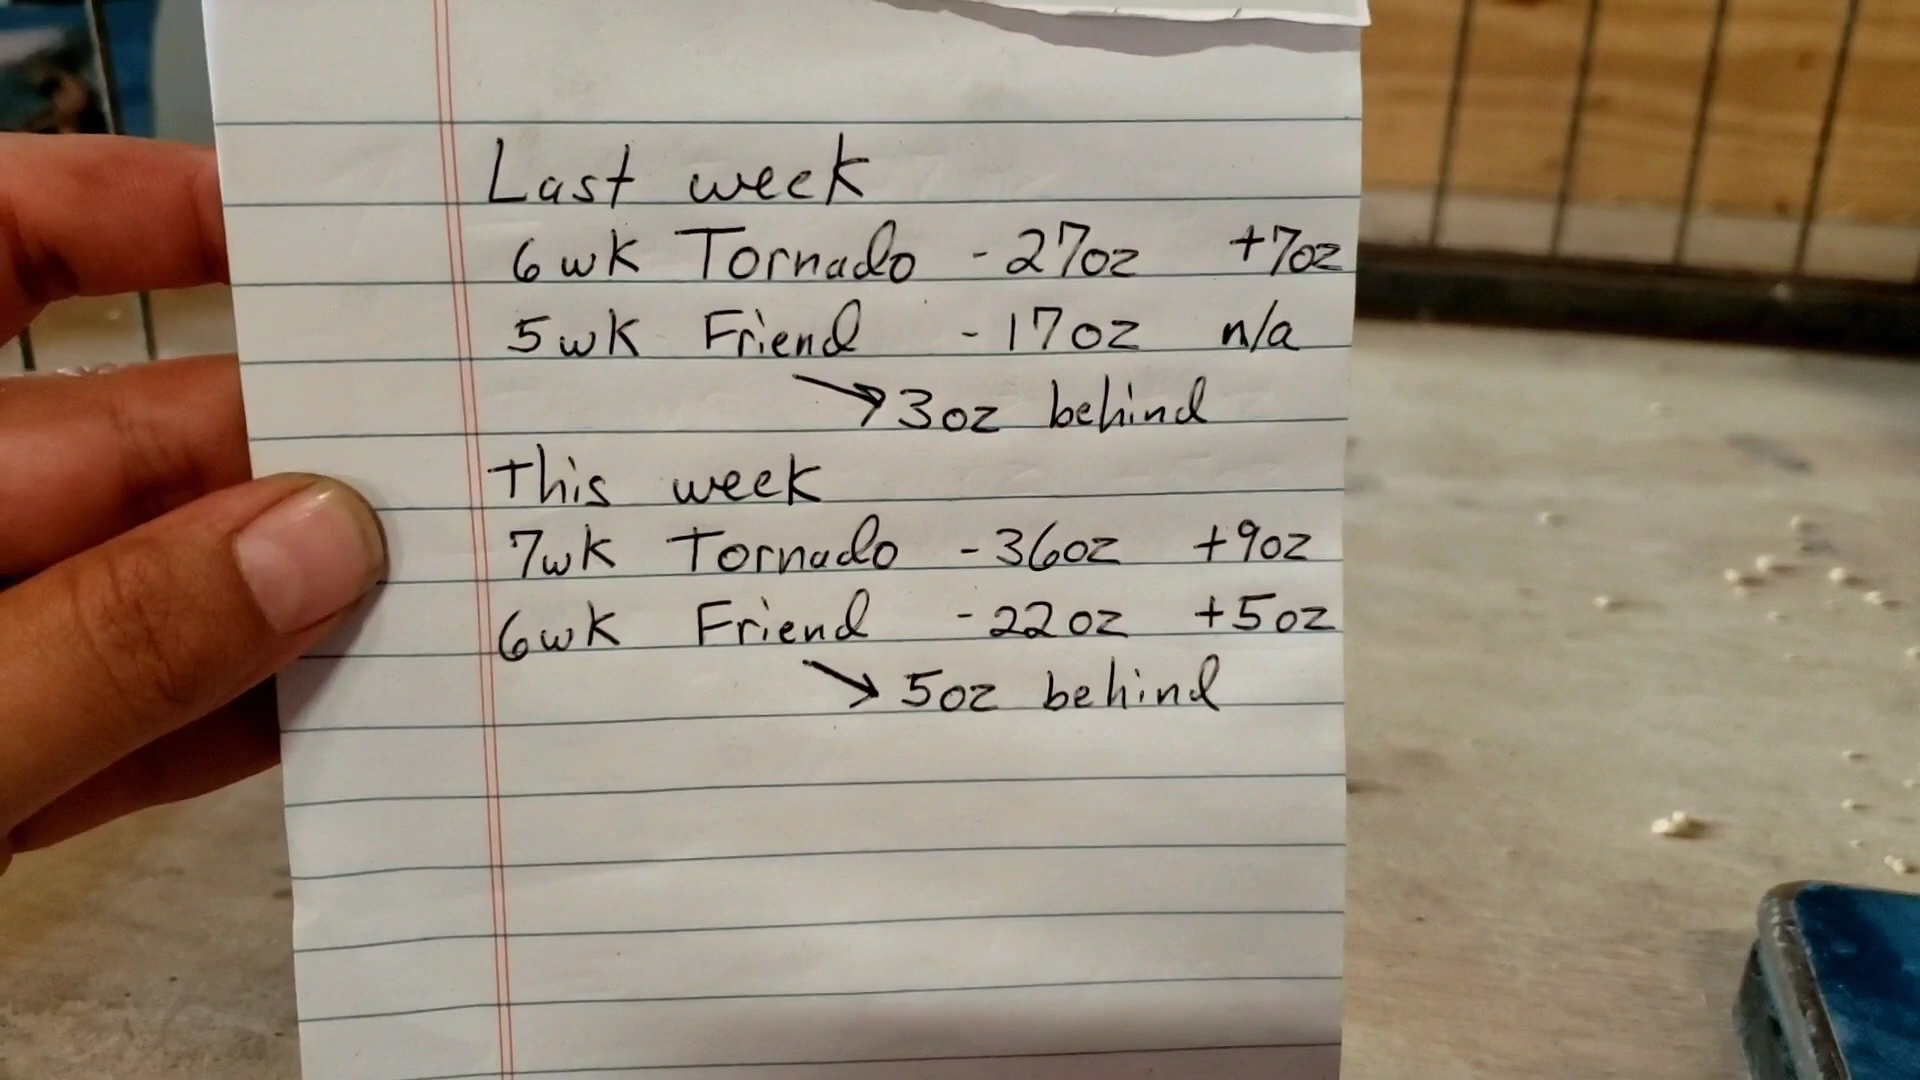 Last week
6wk Tornado - 27oz +7oz
5wk Friend - 17oz n/a
→3oz behind
This week
7wk Tornado - 36oz +9oz
6wk Friend - 22oz +5oz
→ 5oz behind